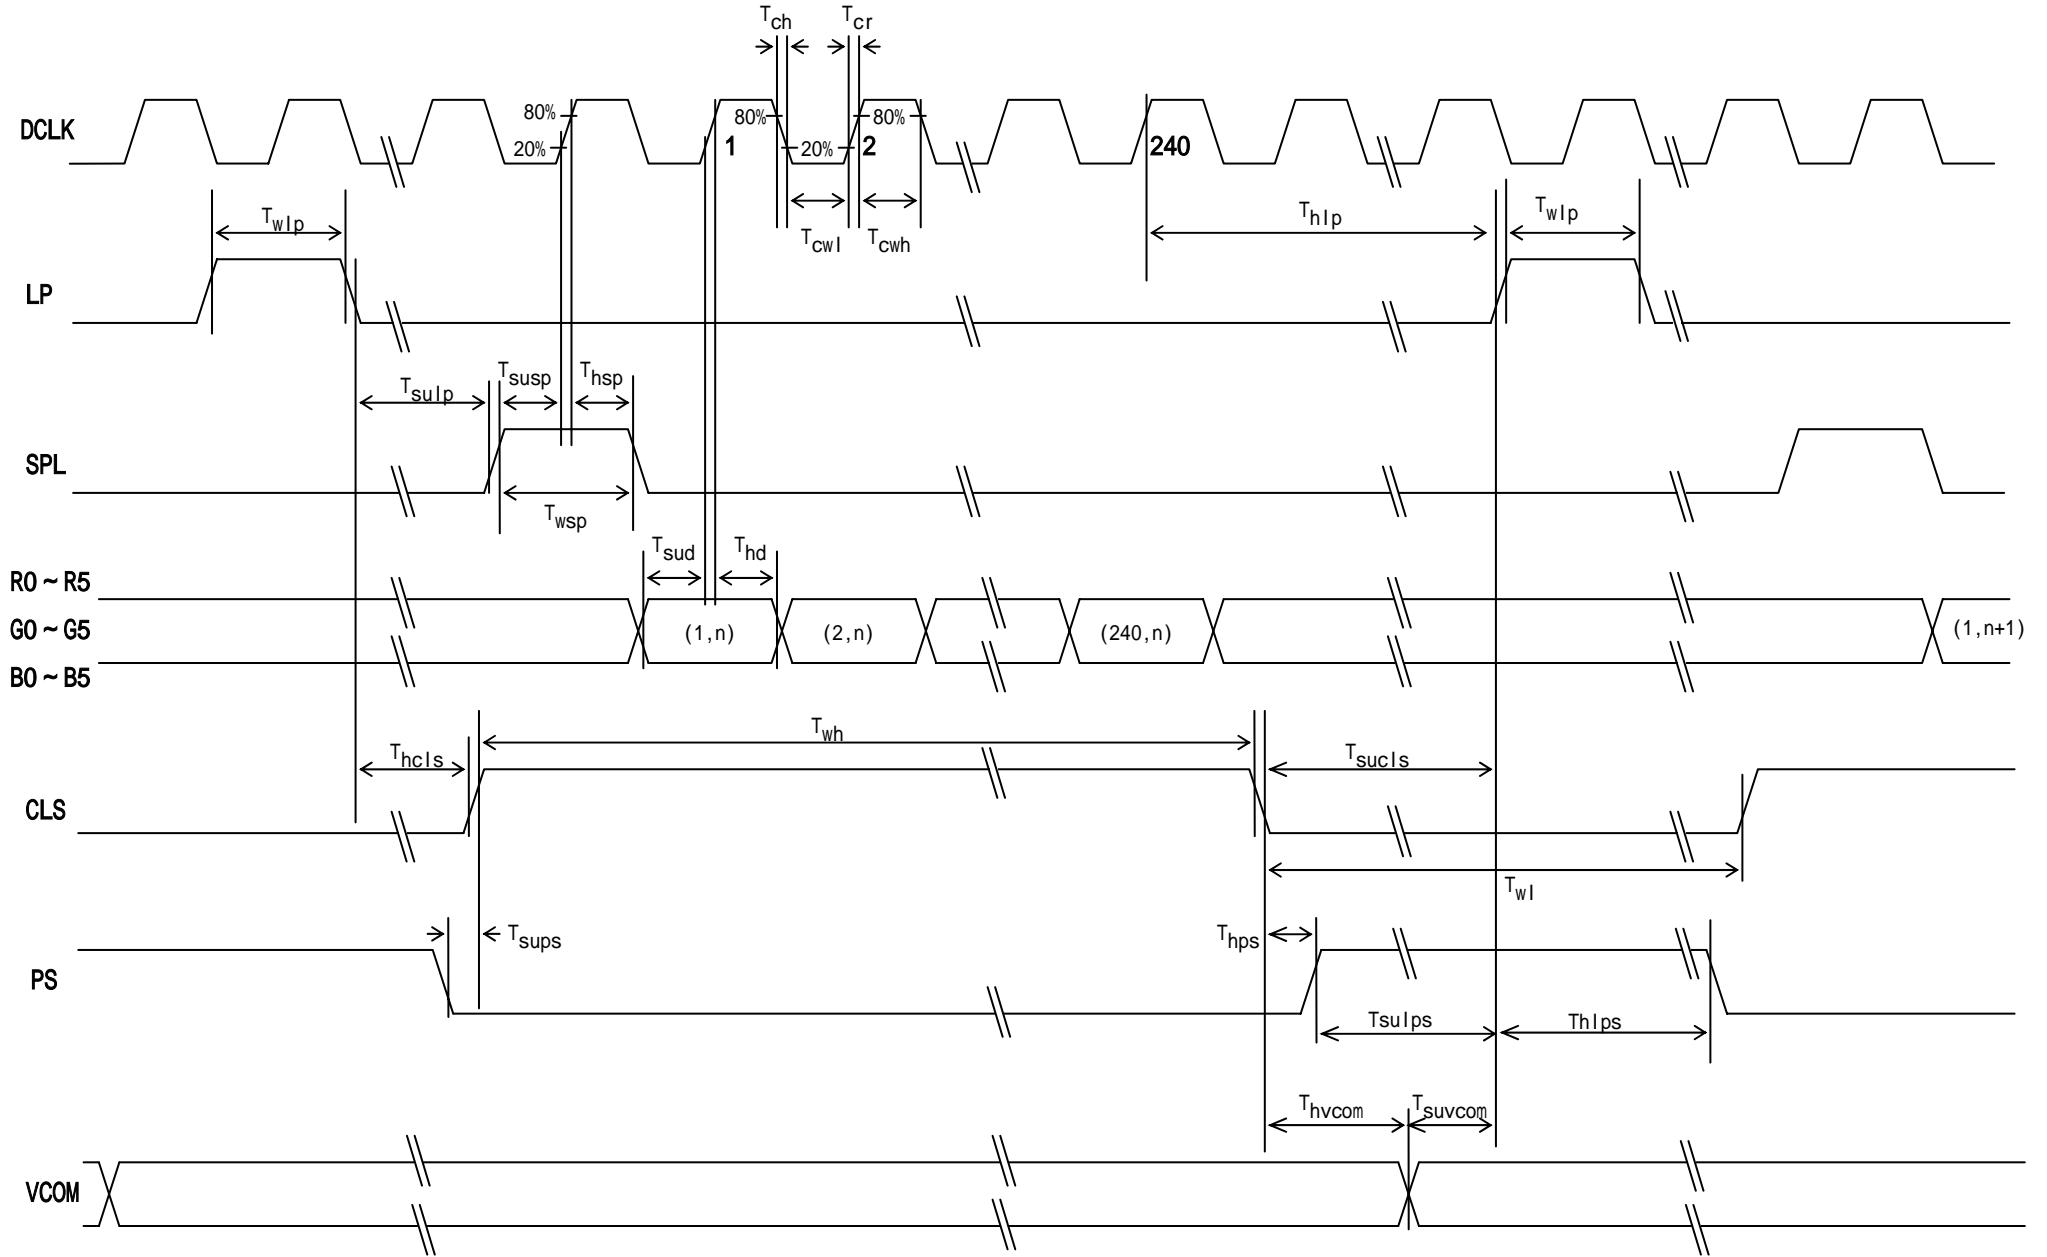 Tch Tcr
DCLK 80% 20% 80% 1 20% 80% 2 240
Twlp Tcwl Tcwh Thlp Twlp
LP
Tsulp Tsusp Thsp
SPL
Twsp
Tsud Thd
R0 ~ R5
G0 ~ G5 (1,n) (2,n) (240,n) (1,n+1)
B0 ~ B5
Twh
Thcls Tsucls
CLS
Twl
Tsups Thps
PS
Tsulps Thlps
Thvcom Tsuvcom
VCOM